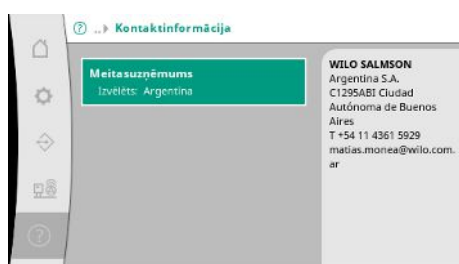 ..▸ Kontaktinformācija
Meitasuzņēmums
Izvēlēts: Argentina
WILO SALMSON
Argentina S.A.
C1295ABI Ciudad
Autónoma de Buenos
Aires
T +54 11 4361 5929
matias.monea@wilo.com.
ar